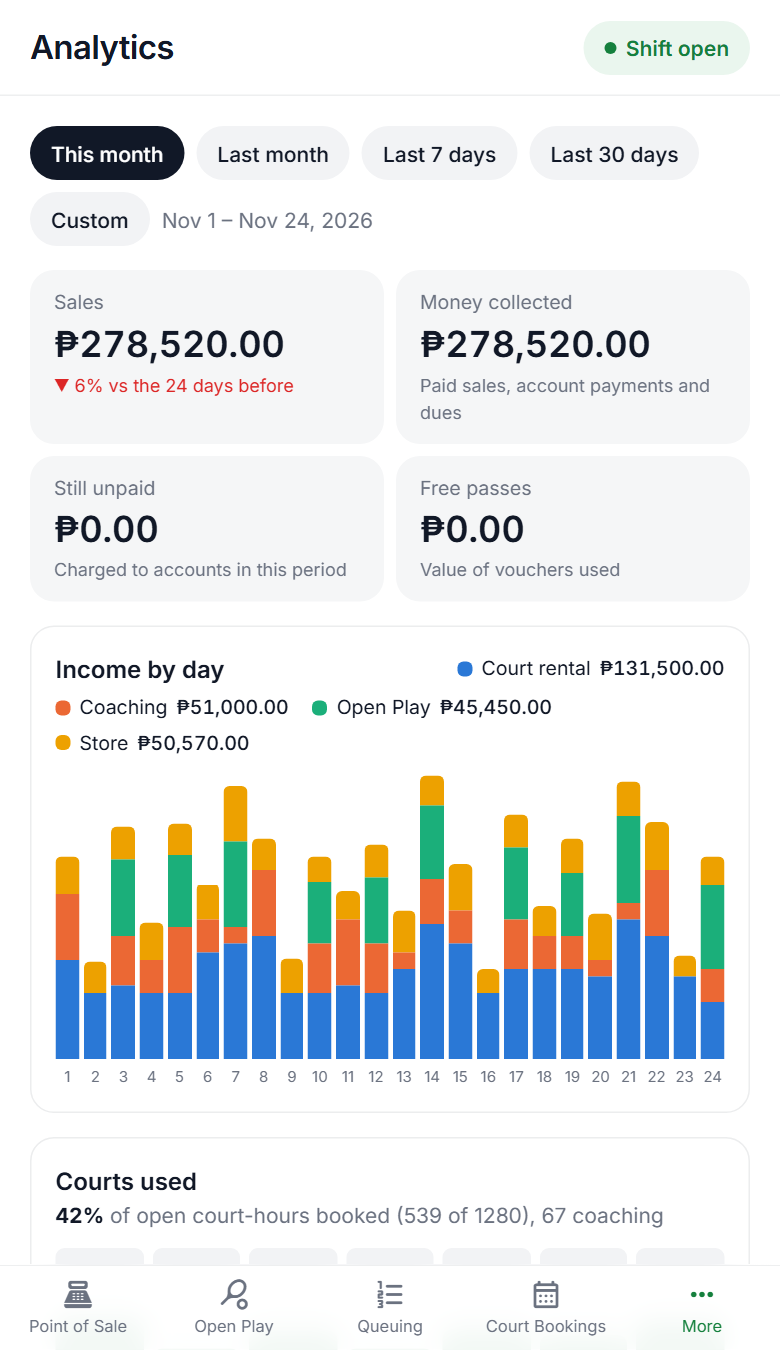 Analytics
Shift open
This month
Last month
Last 7 days
Last 30 days
Custom
Nov 1 – Nov 24, 2026
Sales
₱278,520.00
▼ 6% vs the 24 days before
Money collected
₱278,520.00
Paid sales, account payments and
dues
Still unpaid
₱0.00
Charged to accounts in this period
Free passes
₱0.00
Value of vouchers used
Income by day
Court rental ₱131,500.00
Coaching ₱51,000.00
Open Play ₱45,450.00
Store ₱50,570.00
1 2 3 4 5 6 7 8 9 10 11 12 13 14 15 16 17 18 19 20 21 22 23 24
Courts used
42% of open court-hours booked (539 of 1280), 67 coaching
Point of Sale
Open Play
Queuing
Court Bookings
More